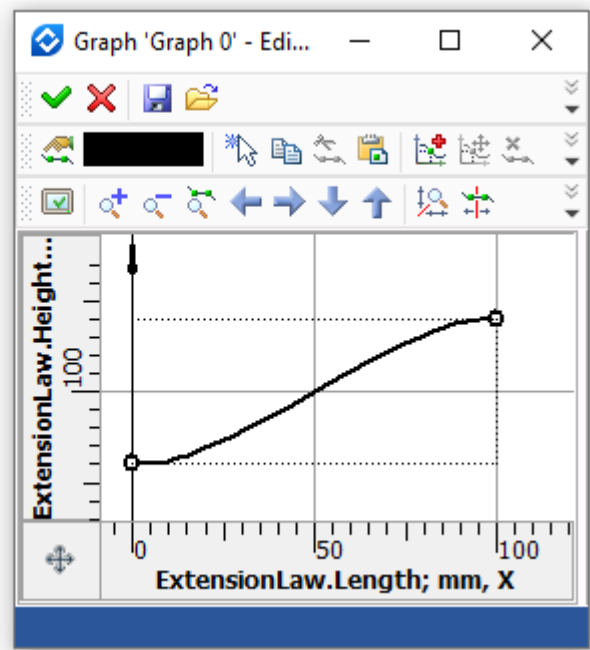 Graph 'Graph 0' - Edi...
ExtensionLaw.Height...
100
0
50
100
ExtensionLaw.Length; mm, X